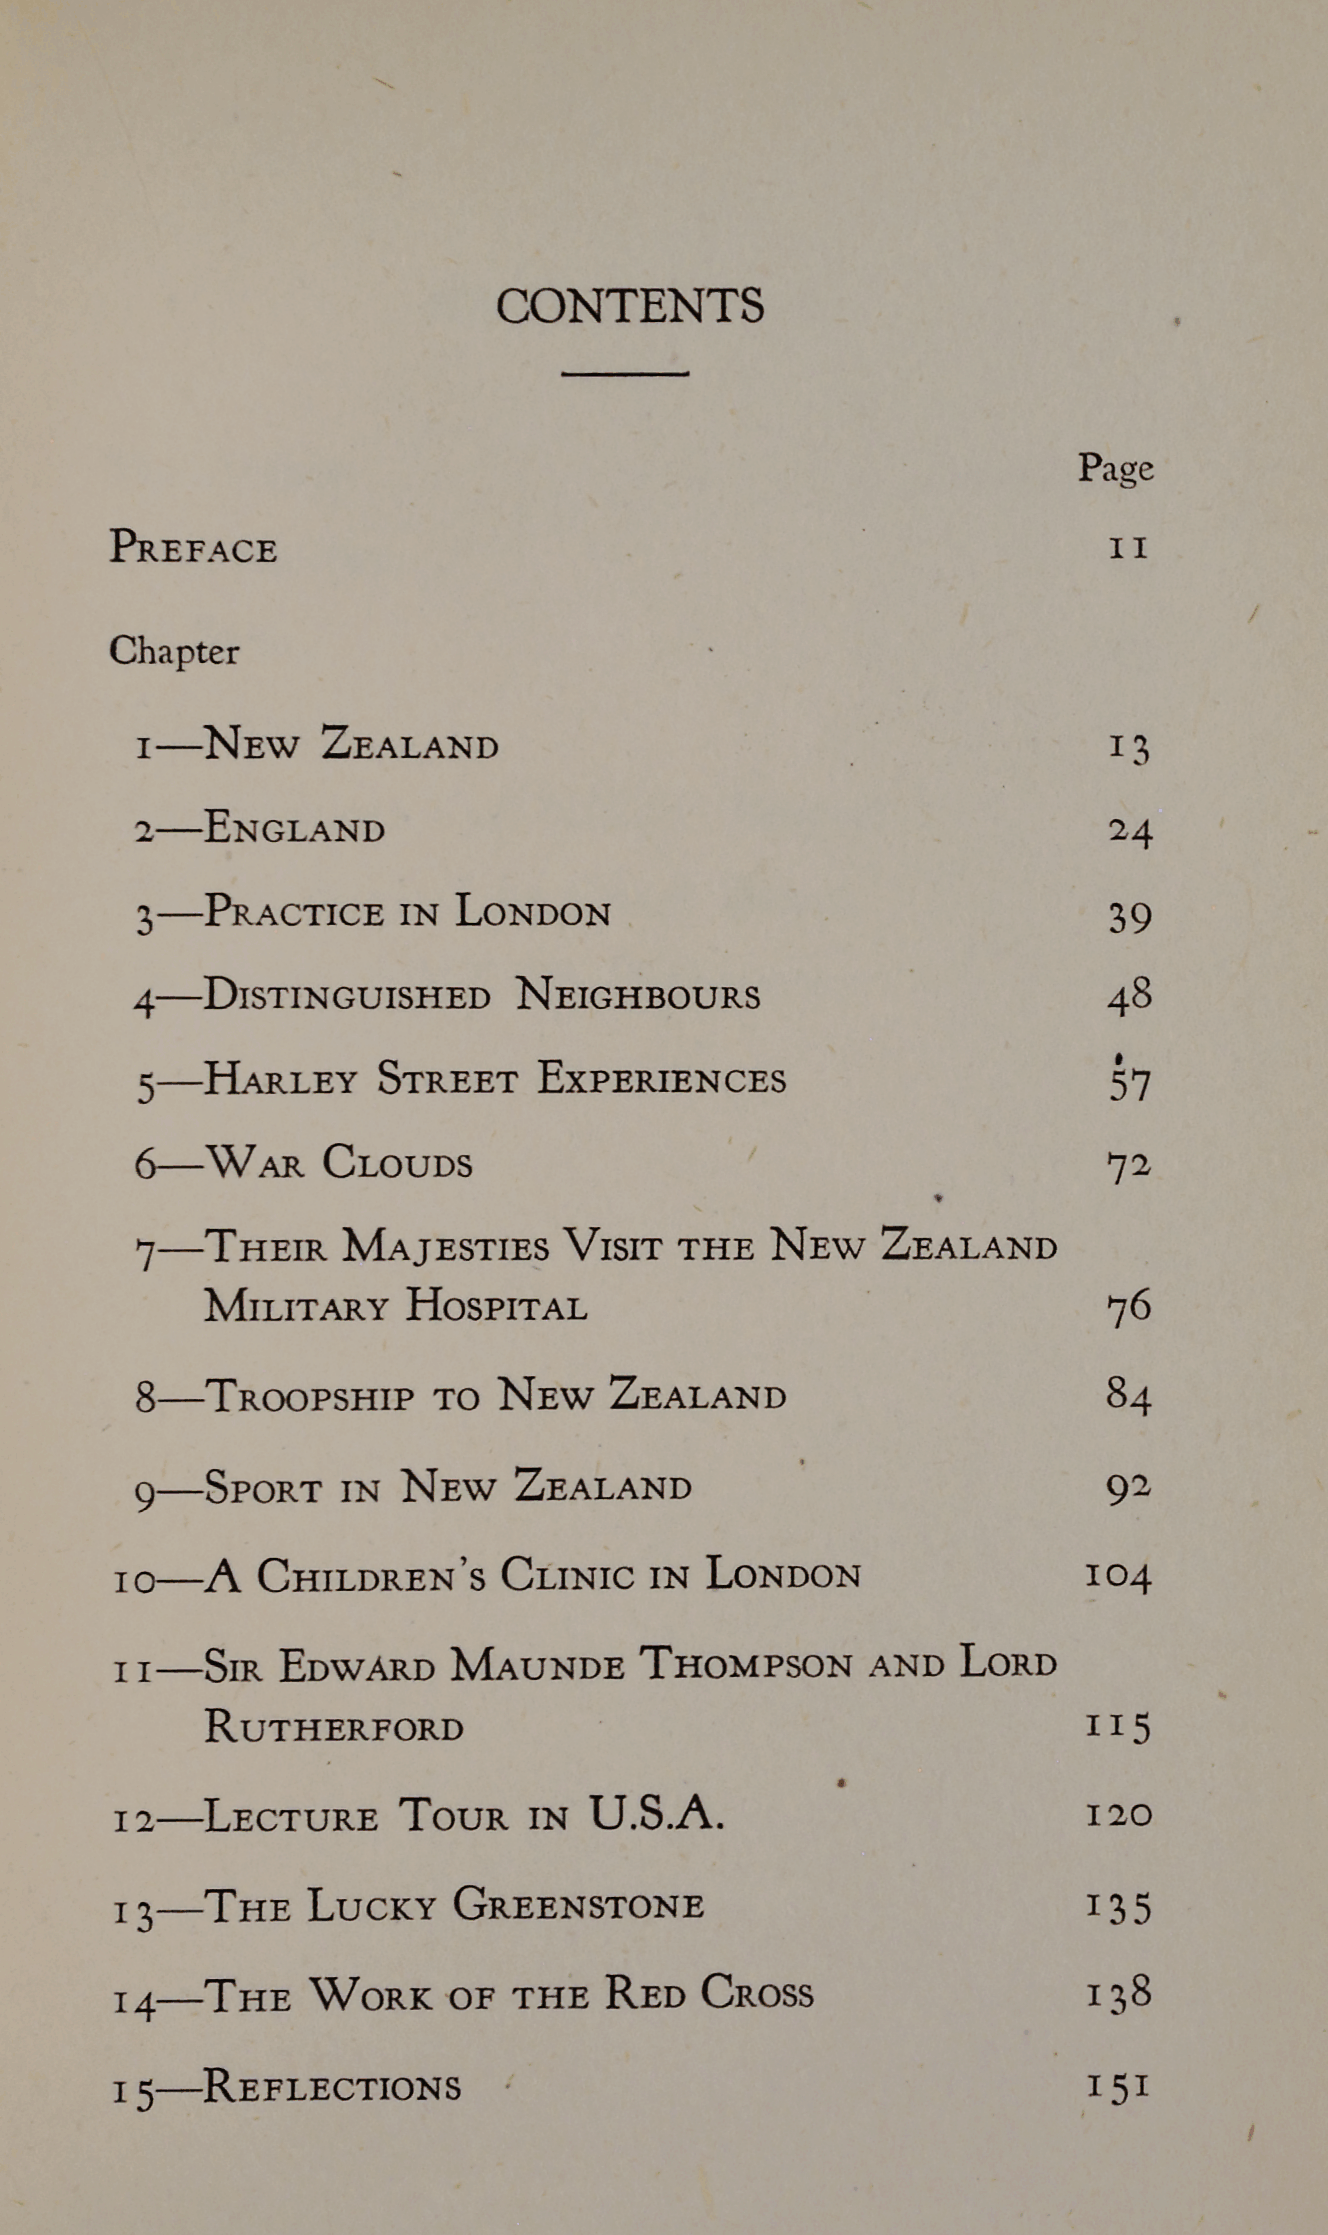 CONTENTS
Page
PREFACE 11
Chapter
1—NEW ZEALAND 13
2—ENGLAND 24
3—PRACTICE IN LONDON 39
4—DISTINGUISHED NEIGHBOURS 48
5—HARLEY STREET EXPERIENCES 57
6—WAR CLOUDS 72
7—THEIR MAJESTIES VISIT THE NEW ZEALAND
MILITARY HOSPITAL 76
8—TROOPSHIP TO NEW ZEALAND 84
9—SPORT IN NEW ZEALAND 92
10—A CHILDREN'S CLINIC IN LONDON 104
11—SIR EDWARD MAUNDE THOMPSON AND LORD
RUTHERFORD 115
12—LECTURE TOUR IN U.S.A. 120
13—THE LUCKY GREENSTONE 135
14—THE WORK OF THE RED CROSS 138
15—REFLECTIONS 151